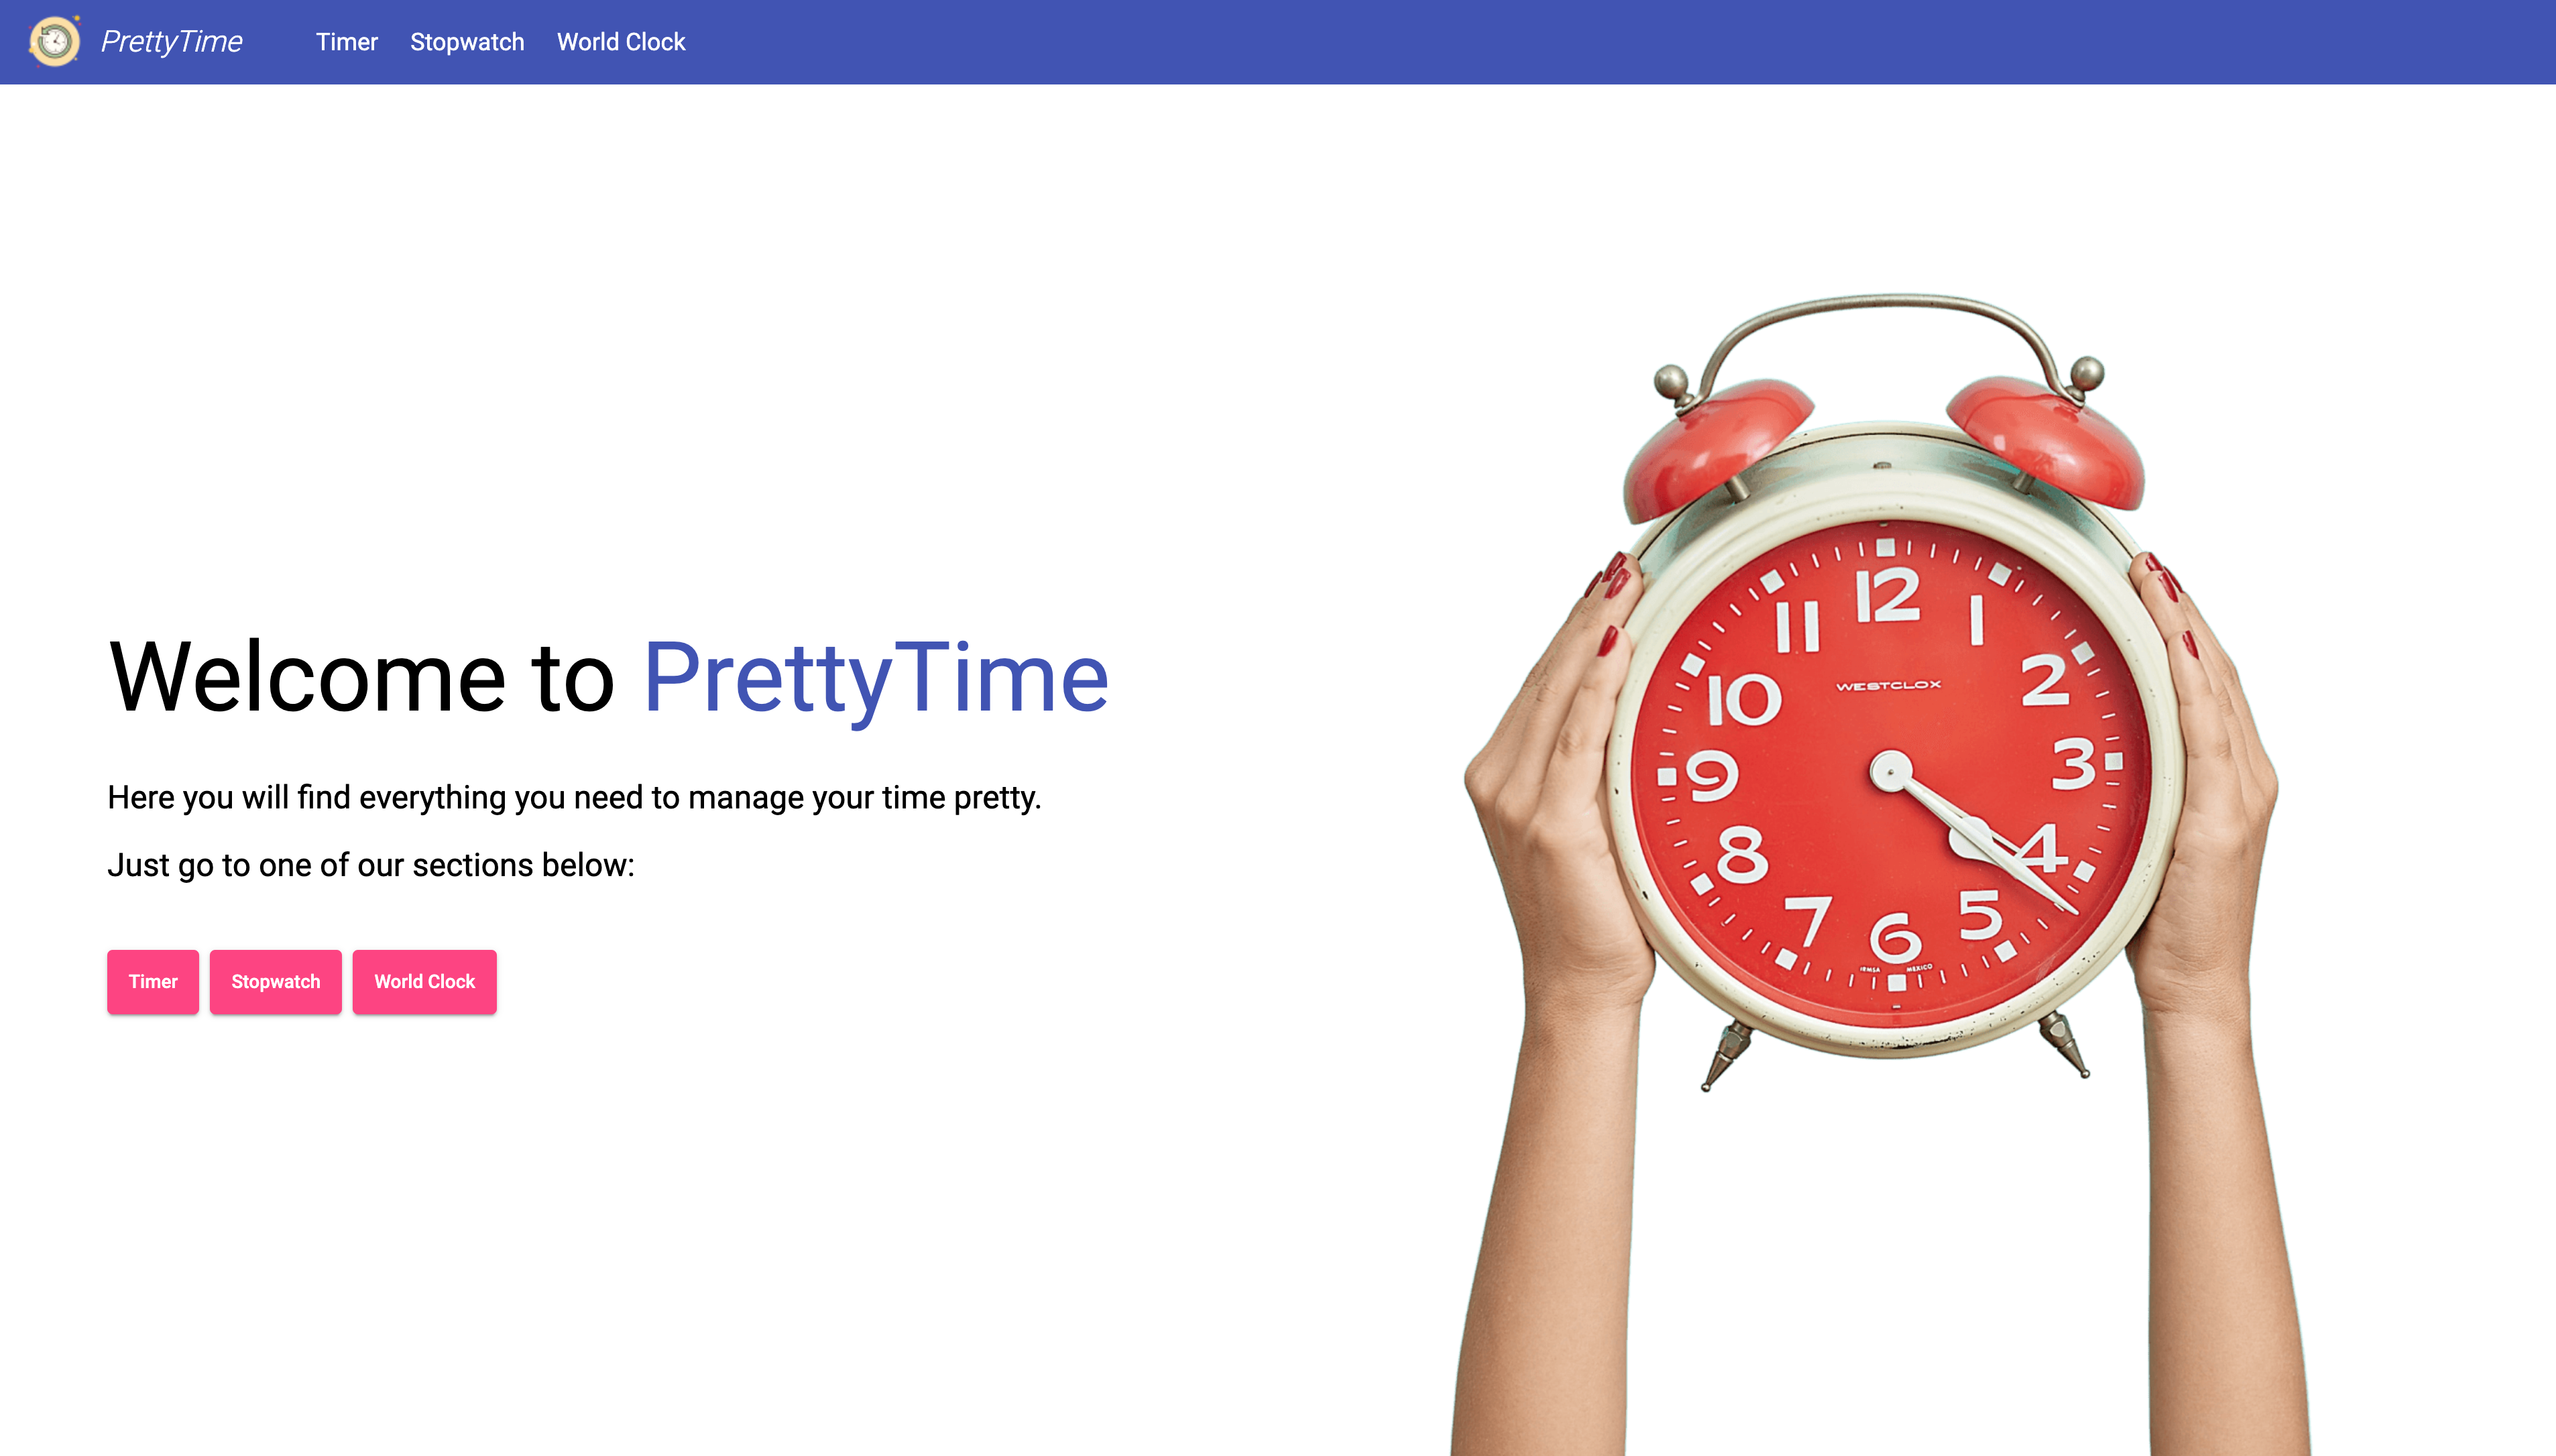 PrettyTime
Timer
Stopwatch
World Clock
Welcome to PrettyTime
Here you will find everything you need to manage your time pretty.
Just go to one of our sections below:
Timer
Stopwatch
World Clock
12
1
2
3
4
5
6
7
8
9
10
11
WESTCLOX
IRMSA MEXICO